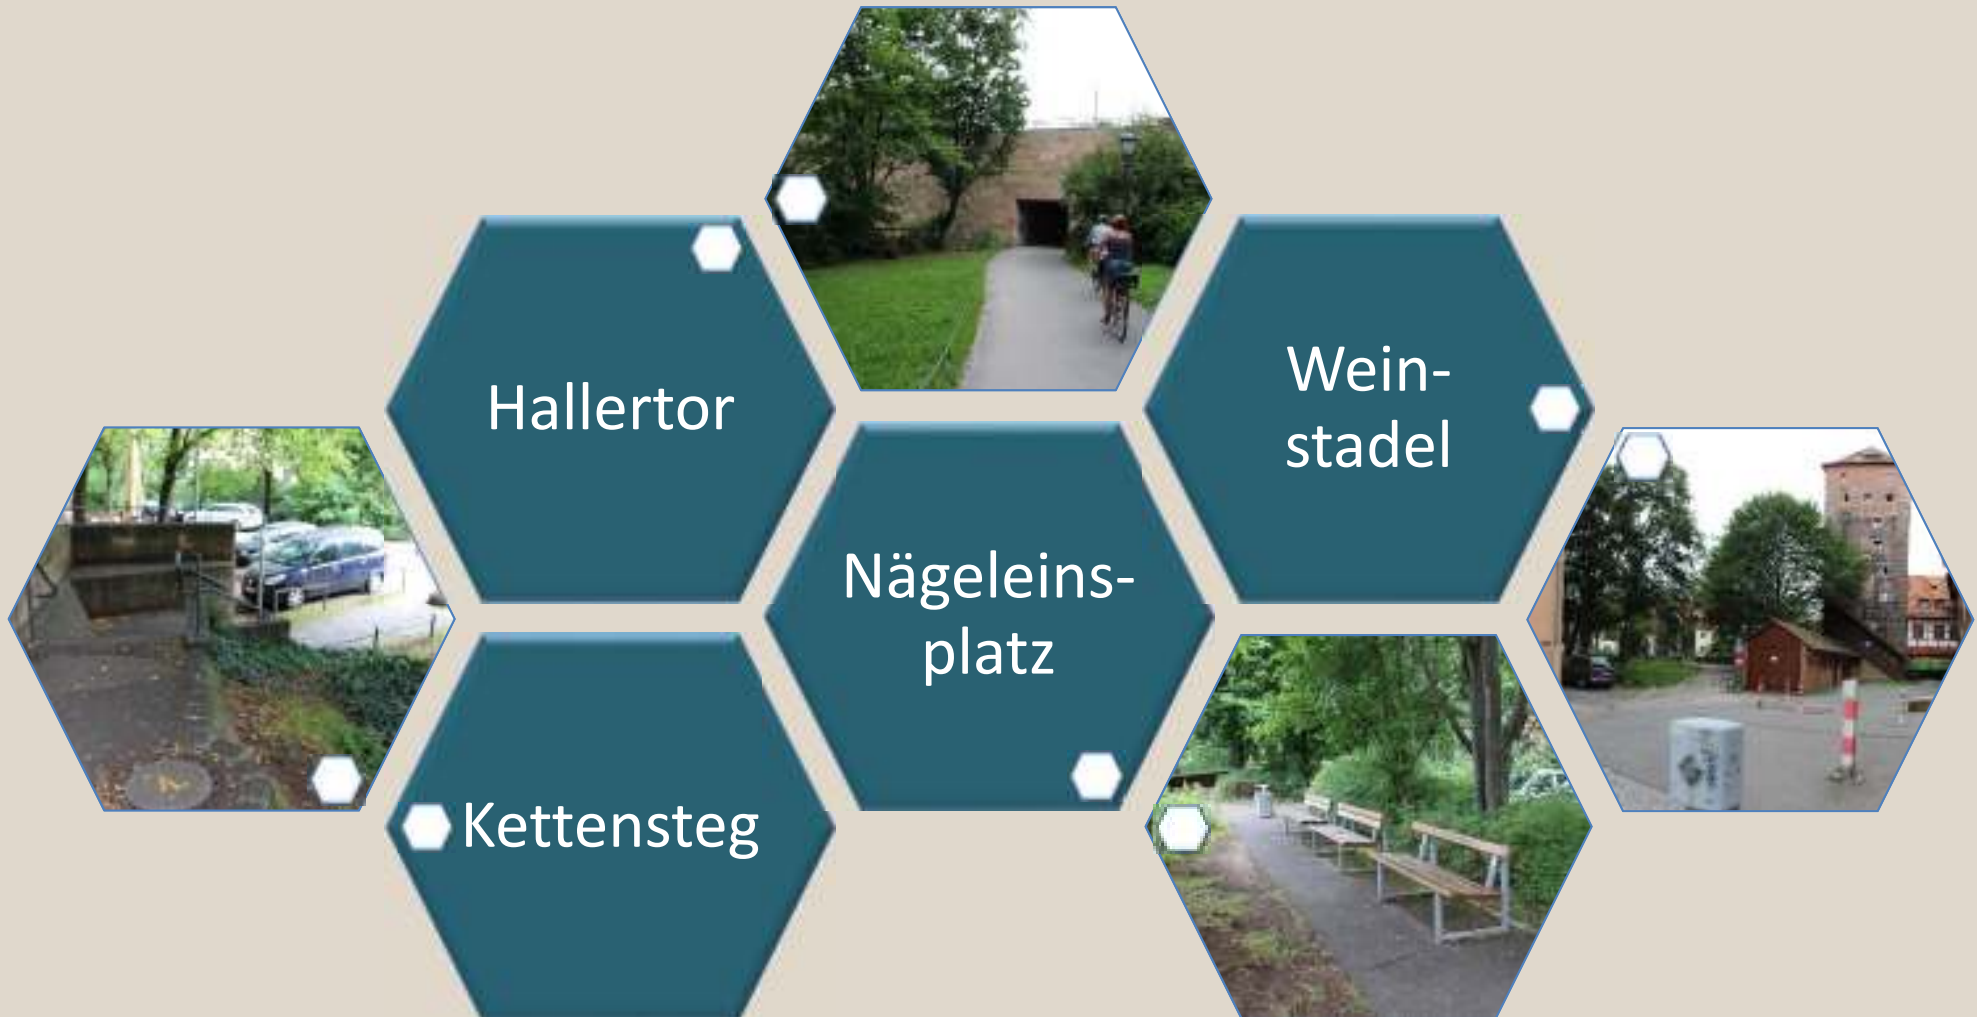 Hallertor
Wein-
stadel
Nägeleins-
platz
Kettensteg